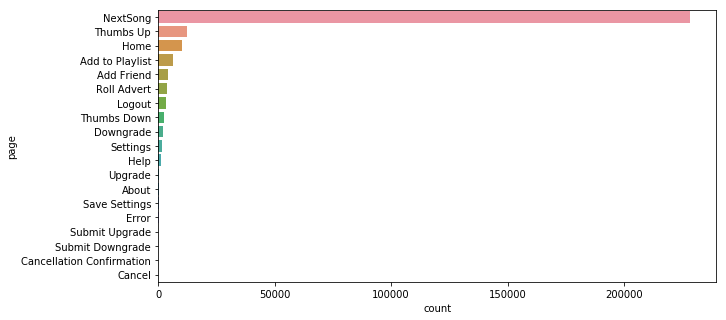 NextSong
Thumbs Up
Home
Add to Playlist
Add Friend
Roll Advert
Logout
Thumbs Down
Downgrade
Settings
Help
Upgrade
About
Save Settings
Error
Submit Upgrade
Submit Downgrade
Cancellation Confirmation
Cancel
page
0 50000 100000 150000 200000
count